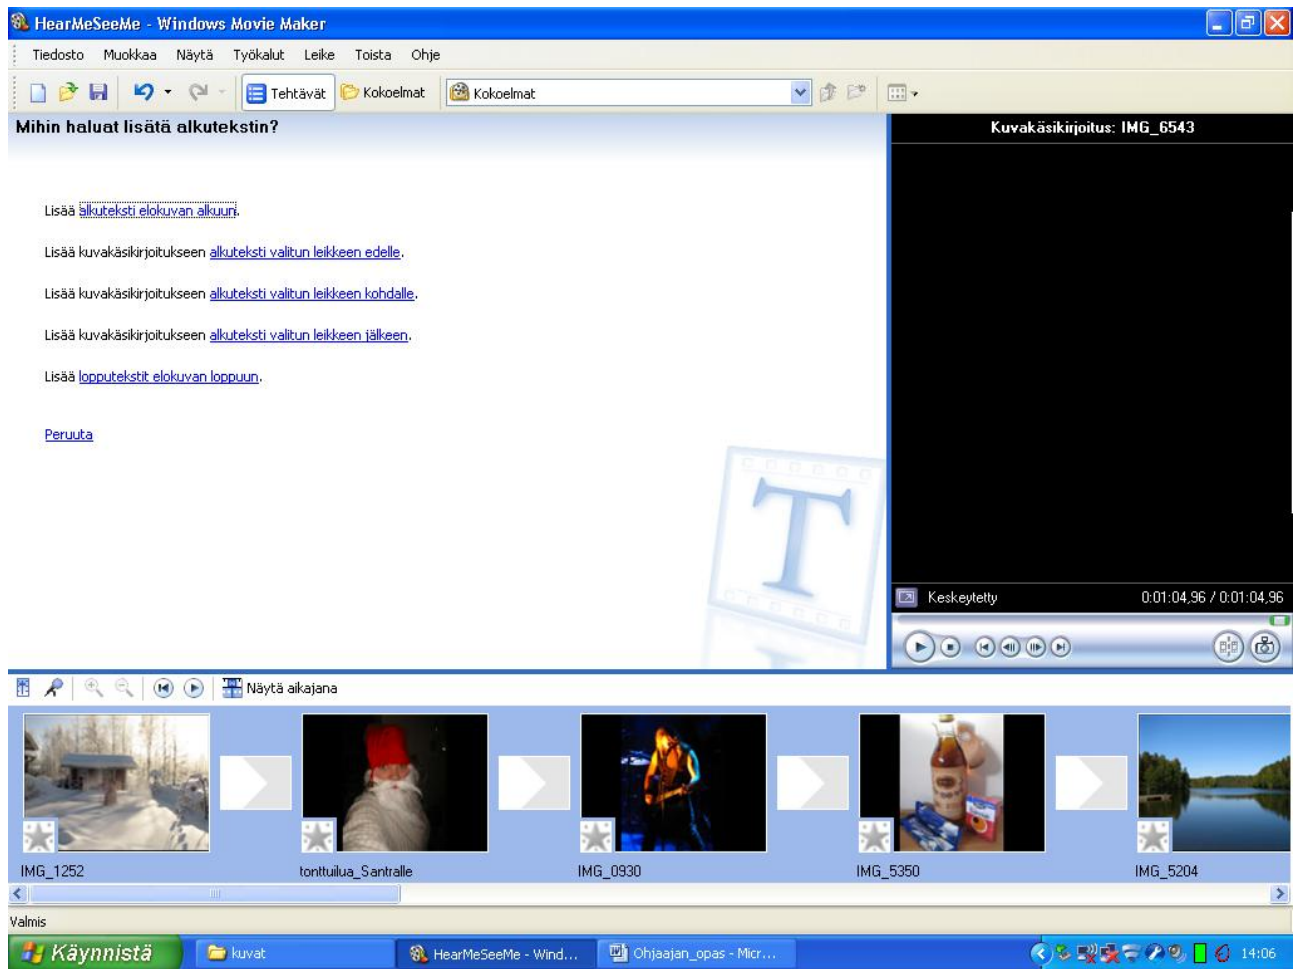 HearMeSeeMe - Windows Movie Maker
Tiedosto Muokkaa Näytä Työkalut Leike Toista Ohje
Tehtävät Kokoelmat Kokoelmat
Mihin haluat lisätä alkutekstin?
Kuvakäsikirjoitus: IMG_6543
Lisää alkuteksti elokuvan alkuun.
Lisää kuvakäsikirjoitukseen alkuteksti valitun leikkeen edelle.
Lisää kuvakäsikirjoitukseen alkuteksti valitun leikkeen kohdalle.
Lisää kuvakäsikirjoitukseen alkuteksti valitun leikkeen jälkeen.
Lisää lopputekstit elokuvan loppuun.
Peruuta
T
Keskeytetty 0:01:04,96 / 0:01:04,96
Näytä aikajana
IMG_1252 tonttuilua_Santralle IMG_0930 IMG_5350 IMG_5204
Valmis
Käynnistä kuvat HearMeSeeMe - Wind... Ohjaajan_opas - Micr... 14:06